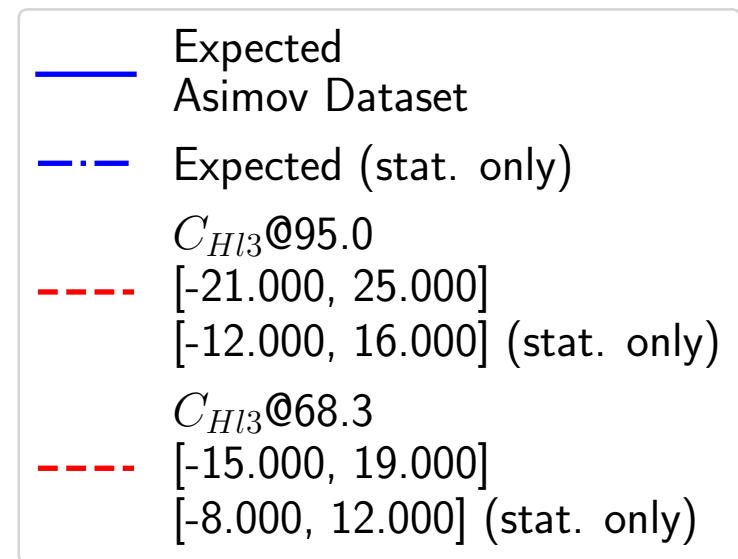 Expected
Asimov Dataset
Expected (stat. only)
$C_{Hl3}$@95.0
[-21.000, 25.000]
[-12.000, 16.000] (stat. only)
$C_{Hl3}$@68.3
[-15.000, 19.000]
[-8.000, 12.000] (stat. only)